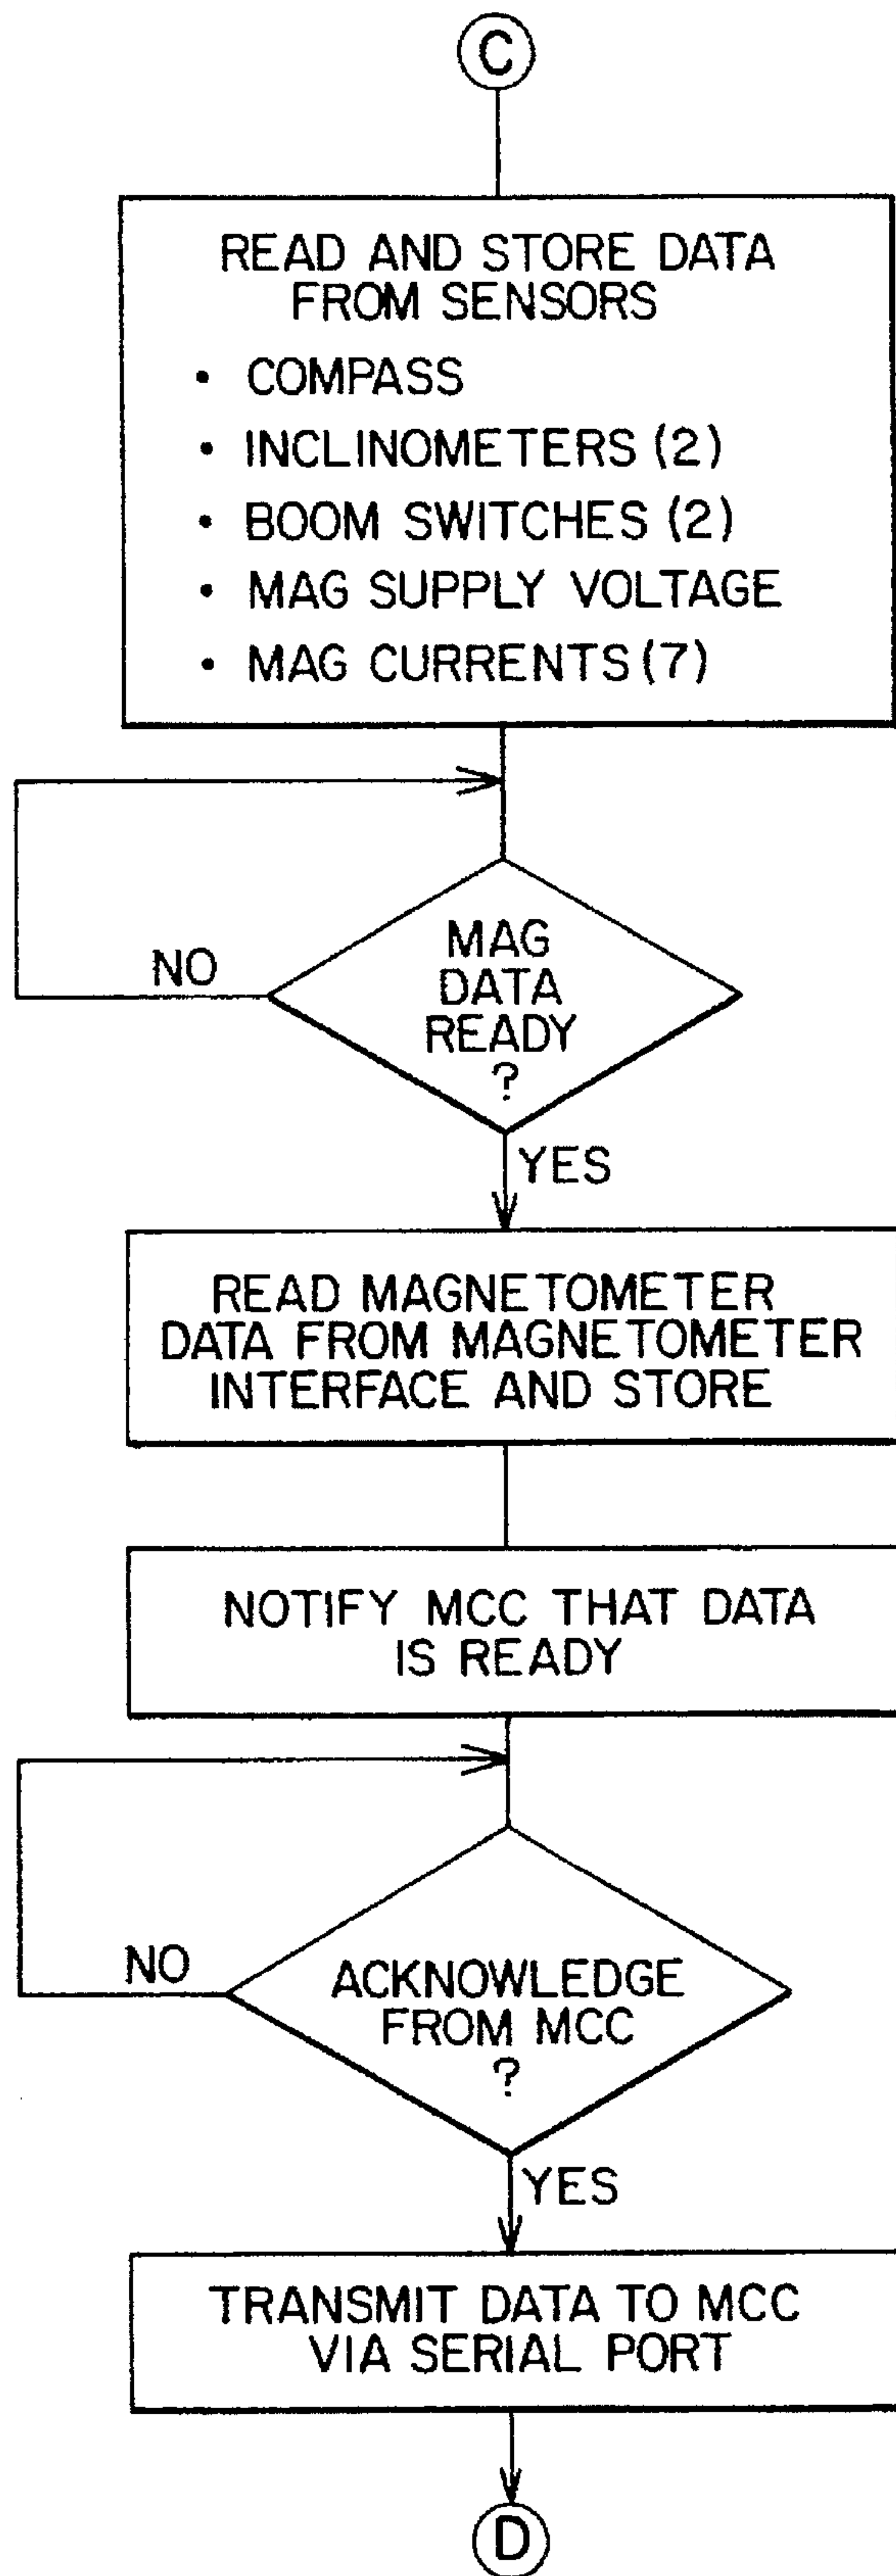 C
READ AND STORE DATA
FROM SENSORS
• COMPASS
• INCLINOMETERS (2)
• BOOM SWITCHES (2)
• MAG SUPPLY VOLTAGE
• MAG CURRENTS (7)
MAG
DATA
READY
?
NO
YES
READ MAGNETOMETER
DATA FROM MAGNETOMETER
INTERFACE AND STORE
NOTIFY MCC THAT DATA
IS READY
NO
ACKNOWLEDGE
FROM MCC
?
YES
TRANSMIT DATA TO MCC
VIA SERIAL PORT
D